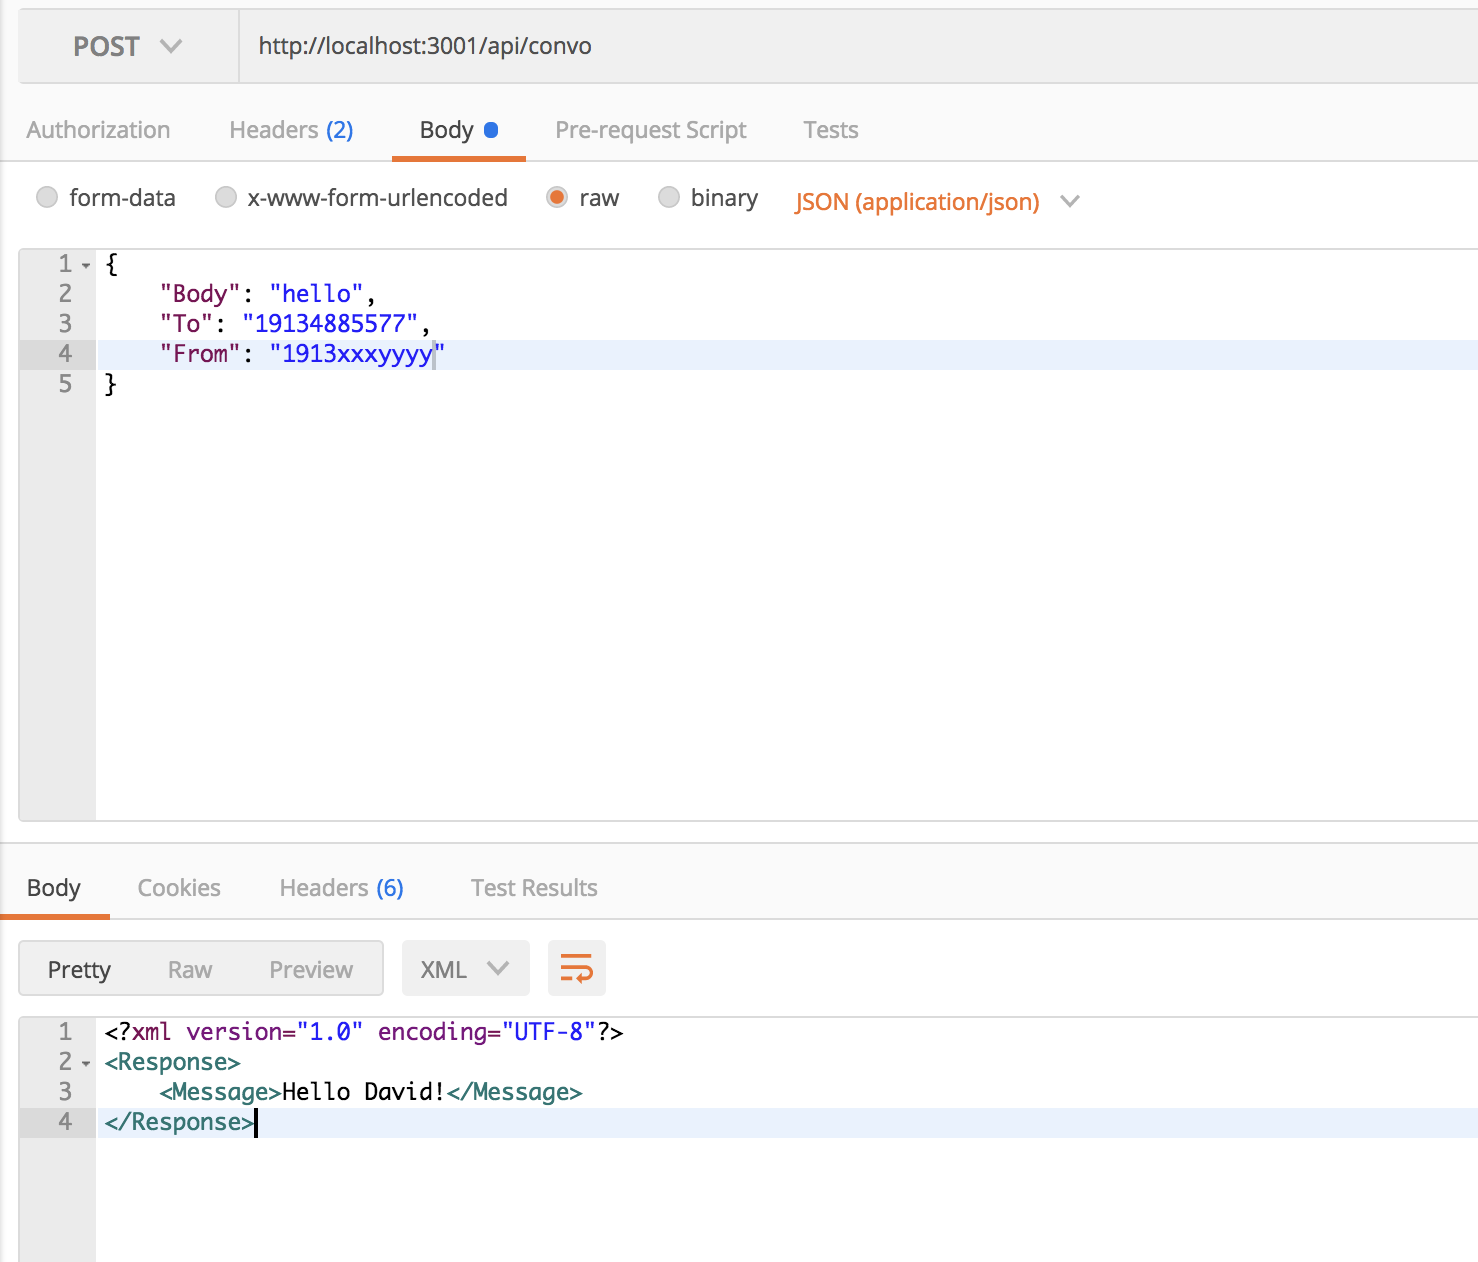 POST http://localhost:3001/api/convo
Authorization Headers (2) Body Pre-request Script Tests
form-data x-www-form-urlencoded raw binary JSON (application/json)
1 {
2 "Body": "hello",
3 "To": "19134885577",
4 "From": "1913xxxyyyy"
5 }
Body Cookies Headers (6) Test Results
Pretty Raw Preview XML
1 <?xml version="1.0" encoding="UTF-8"?>
2 <Response>
3 <Message>Hello David!</Message>
4 </Response>